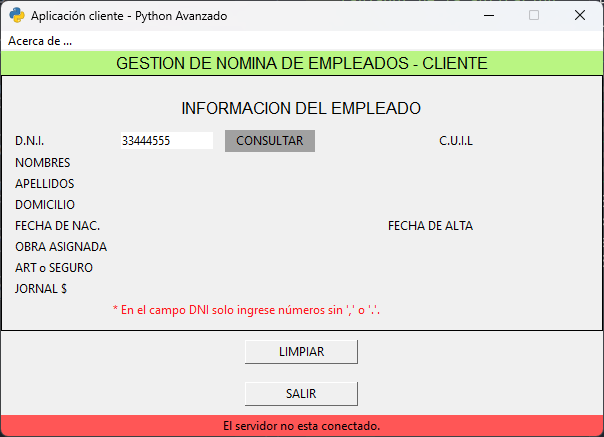 Aplicación cliente - Python Avanzado
Acerca de ...
GESTION DE NOMINA DE EMPLEADOS - CLIENTE
INFORMACION DEL EMPLEADO
D.N.I. 33444555 CONSULTAR C.U.I.L
NOMBRES
APELLIDOS
DOMICILIO
FECHA DE NAC. FECHA DE ALTA
OBRA ASIGNADA
ART o SEGURO
JORNAL $
* En el campo DNI solo ingrese números sin ',' o '.'.
LIMPIAR
SALIR
El servidor no esta conectado.